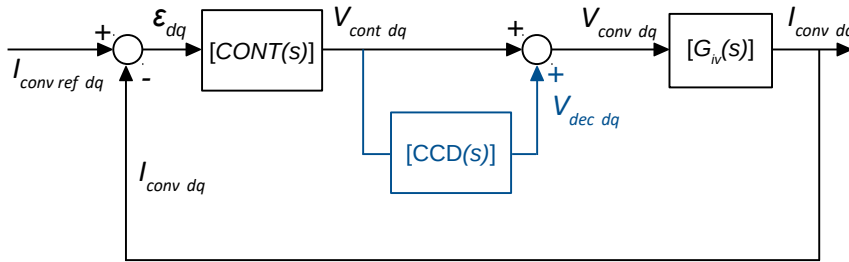 +
-
I conv ref dq
ε dq
[CONT(s)]
V cont dq
[CCD(s)]
+
+
V dec dq
V conv dq
[G iv (s)]
I conv dq
I conv dq